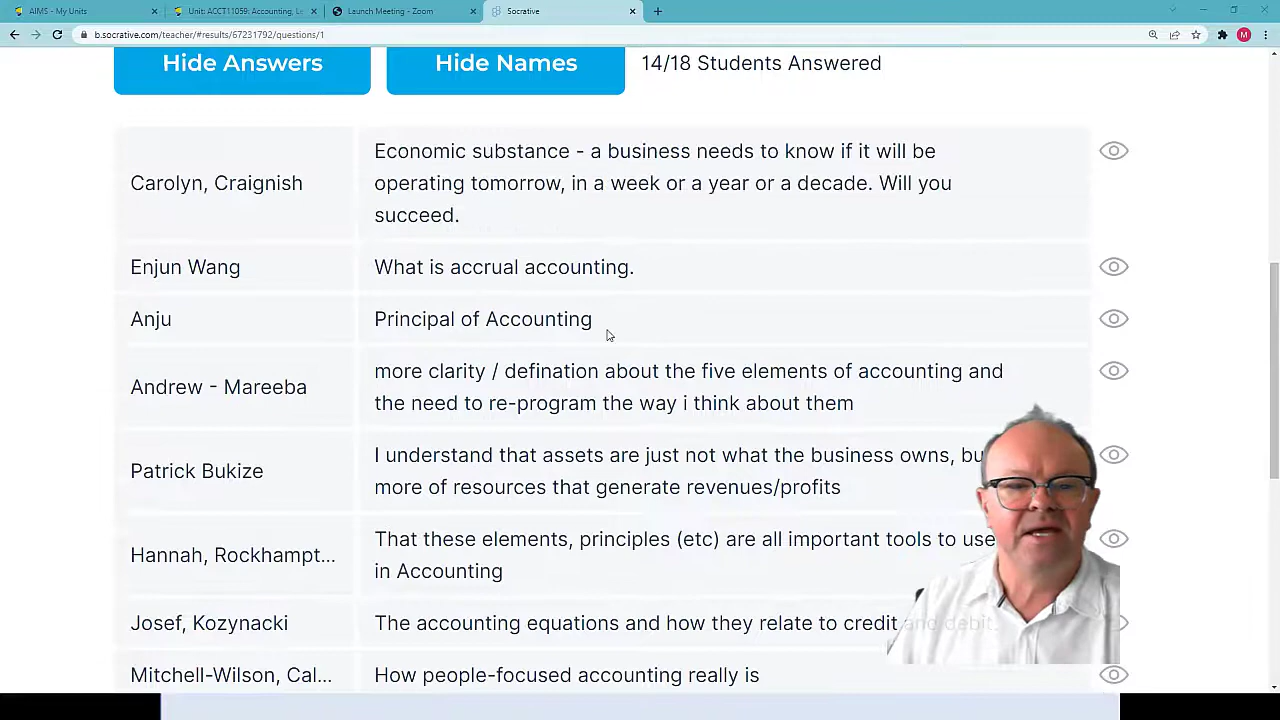 AIMS - My Units
Unit: ACCT11059: Accounting, Le
Launch Meeting - Zoom
Socrative
b.socrative.com/teacher/#results/67231792/questions/1
M
Hide Answers
Hide Names
14/18 Students Answered
Carolyn, Craignish
Economic substance - a business needs to know if it will be
operating tomorrow, in a week or a year or a decade. Will you
succeed.
Enjun Wang
What is accrual accounting.
Anju
Principal of Accounting
Andrew - Mareeba
more clarity / defination about the five elements of accounting and
the need to re-program the way i think about them
Patrick Bukize
I understand that assets are just not what the business owns, bu
more of resources that generate revenues/profits
Hannah, Rockhampt...
That these elements, principles (etc) are all important tools to use
in Accounting
Josef, Kozynacki
The accounting equations and how they relate to credit and debit.
Mitchell-Wilson, Cal...
How people-focused accounting really is